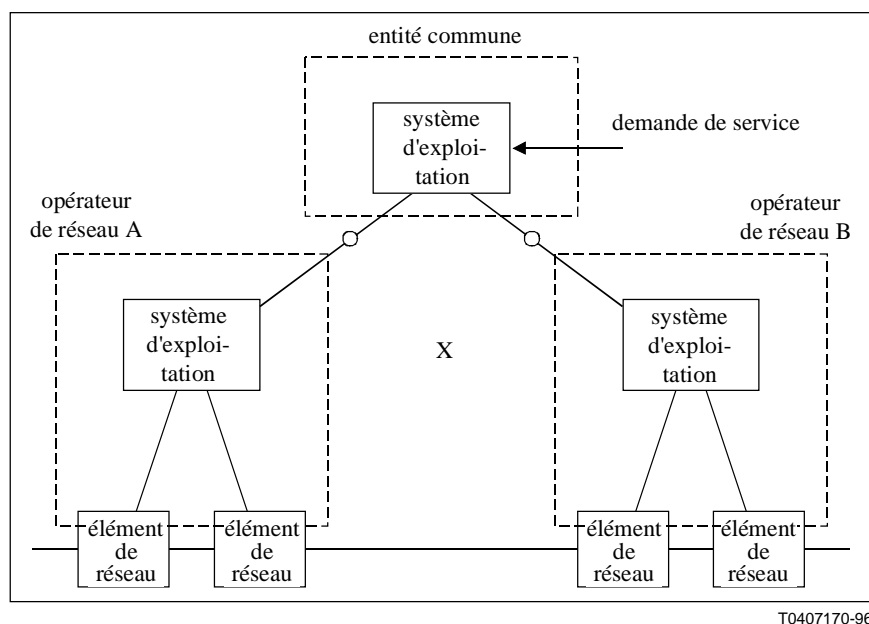 entité commune
système
d'exploi-
tation
demande de service
opérateur
de réseau A
opérateur
de réseau B
système
d'exploi-
tation
X
système
d'exploi-
tation
élément
de
réseau
élément
de
réseau
élément
de
réseau
élément
de
réseau
T0407170-96